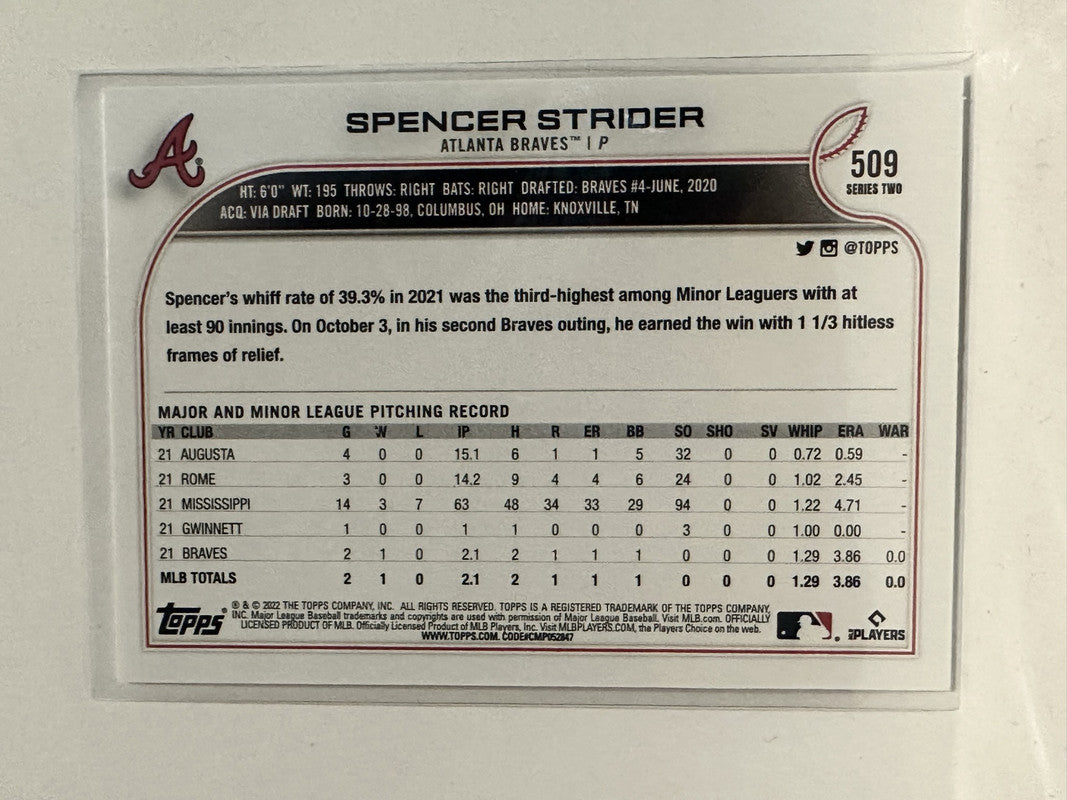 SPENCER STRIDER
ATLANTA BRAVES™ | P
A®
509
SERIES TWO
HT: 6'0" WT: 195 THROWS: RIGHT BATS: RIGHT DRAFTED: BRAVES #4-JUNE, 2020
ACQ: VIA DRAFT BORN: 10-28-98, COLUMBUS, OH HOME: KNOXVILLE, TN
@TOPPS
Spencer's whiff rate of 39.3% in 2021 was the third-highest among Minor Leaguers with at
least 90 innings. On October 3, in his second Braves outing, he earned the win with 1 1/3 hitless
frames of relief.
MAJOR AND MINOR LEAGUE PITCHING RECORD
YR CLUB G W L IP H R ER BB SO SHO SV WHIP ERA WAR
21 AUGUSTA 4 0 0 15.1 6 1 1 5 32 0 0 0.72 0.59 -
21 ROME 3 0 0 14.2 9 4 4 6 24 0 0 1.02 2.45 -
21 MISSISSIPPI 14 3 7 63 48 34 33 29 94 0 0 1.22 4.71 -
21 GWINNETT 1 0 0 1 1 0 0 0 3 0 0 1.00 0.00 -
21 BRAVES 2 1 0 2.1 2 1 1 1 0 0 0 1.29 3.86 0.0
MLB TOTALS 2 1 0 2.1 2 1 1 1 0 0 0 1.29 3.86 0.0
topps®
® & © 2022 THE TOPPS COMPANY, INC. ALL RIGHTS RESERVED. TOPPS IS A REGISTERED TRADEMARK OF THE TOPPS COMPANY,
INC. Major League Baseball trademarks and copyrights are used with permission of Major League Baseball. Visit MLB.com. OFFICIALLY
LICENSED PRODUCT OF MLB. Officially Licensed Product of MLB Players, Inc. Visit MLBPLAYERS.COM, the Players Choice on the web.
WWW.TOPPS.COM. CODE#CMP052847
PLAYERS